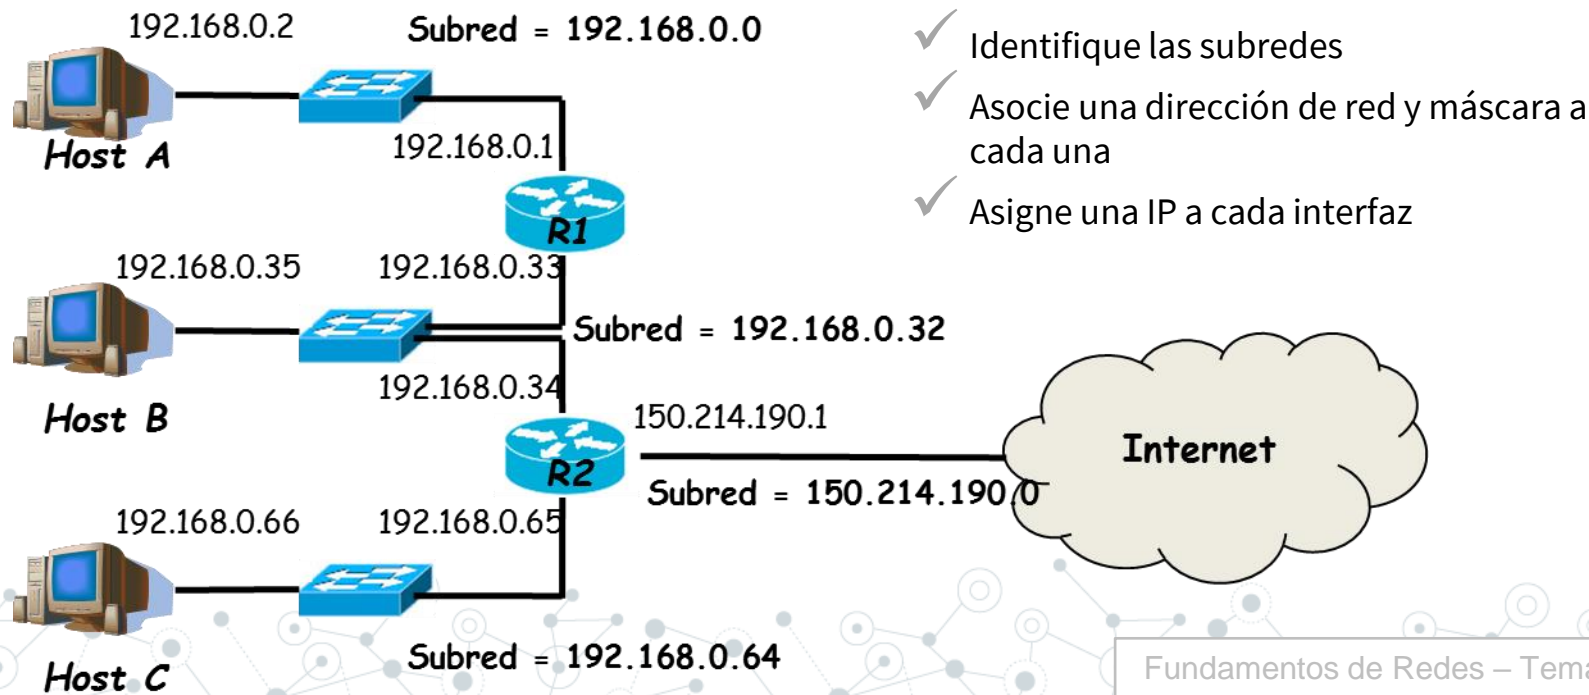 192.168.0.2
Subred = 192.168.0.0
Identifique las subredes
Asocie una dirección de red y máscara a
cada una
Asigne una IP a cada interfaz
192.168.0.1
Host A
R1
192.168.0.35
192.168.0.33
Subred = 192.168.0.32
192.168.0.34
Host B
150.214.190.1
Internet
R2
Subred = 150.214.190.0
192.168.0.66
192.168.0.65
Subred = 192.168.0.64
Host C
Fundamentos de Redes – Tema